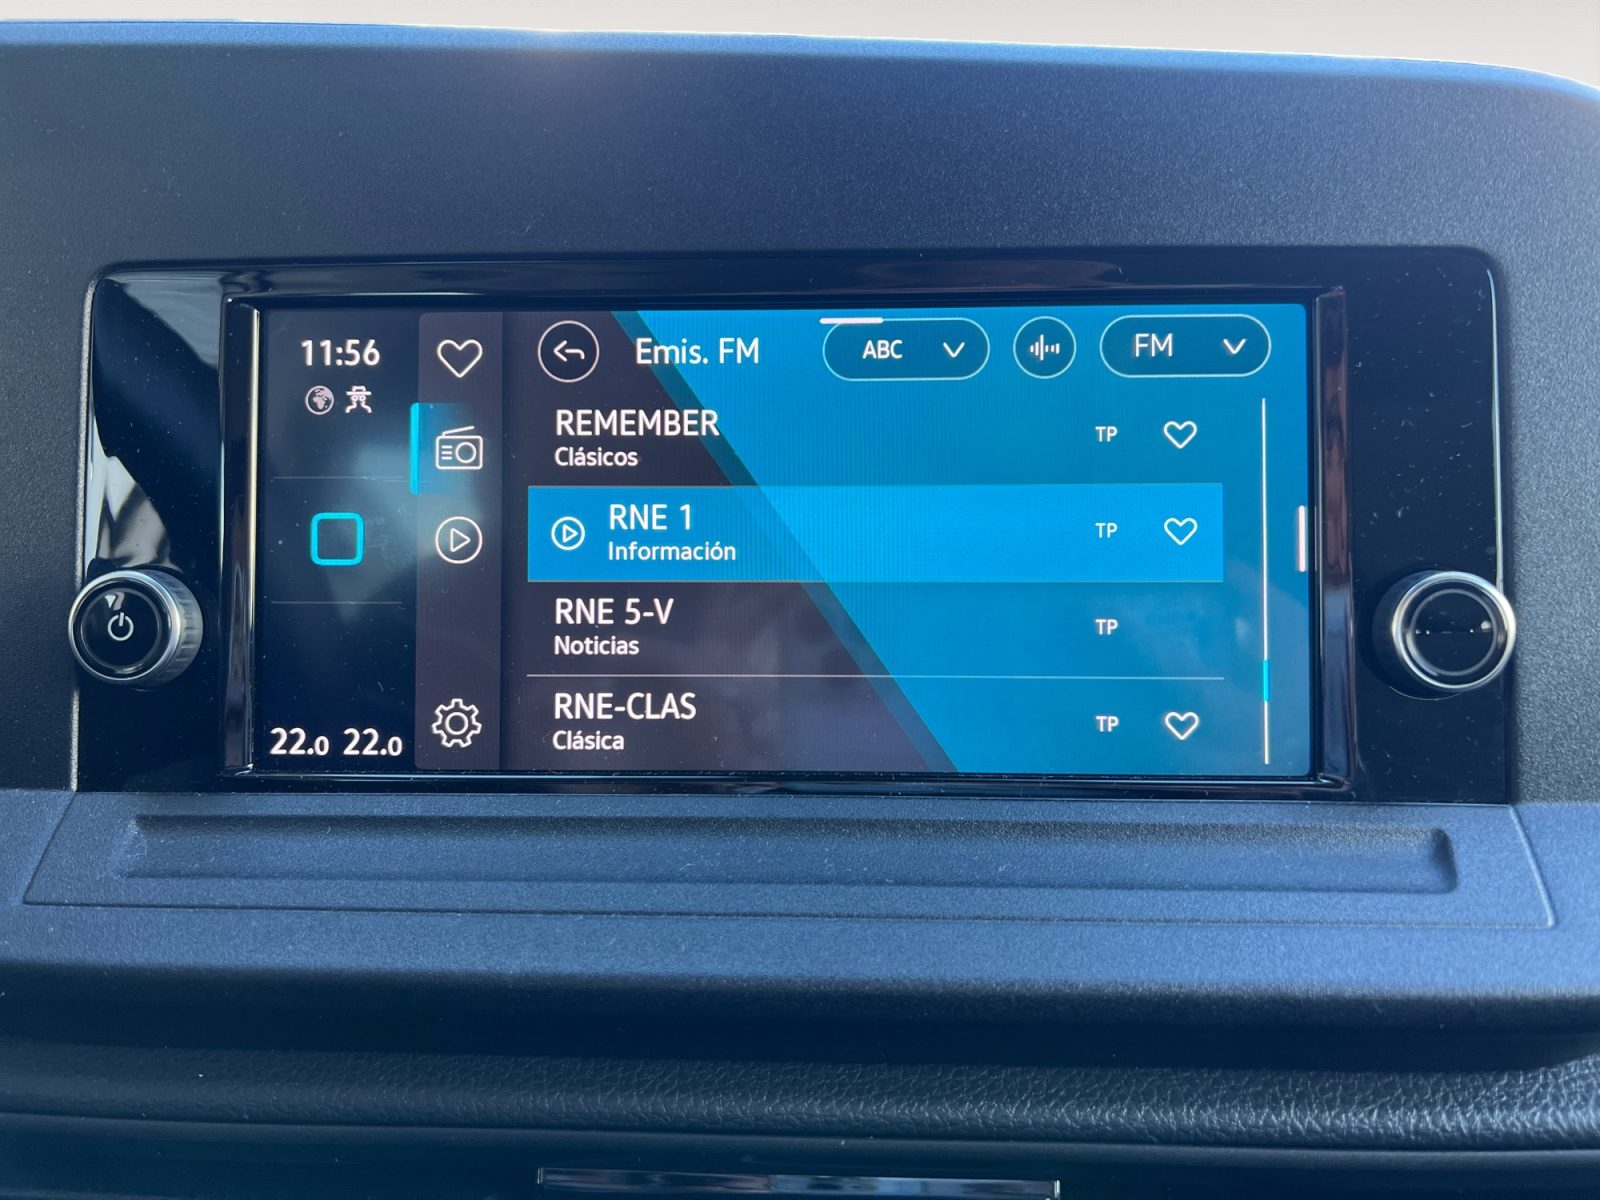 11:56
Emis. FM
ABC
FM
REMEMBER
TP
Clásicos
RNE 1
TP
Información
RNE 5-V
TP
Noticias
RNE-CLAS
TP
Clásica
22.0 22.0